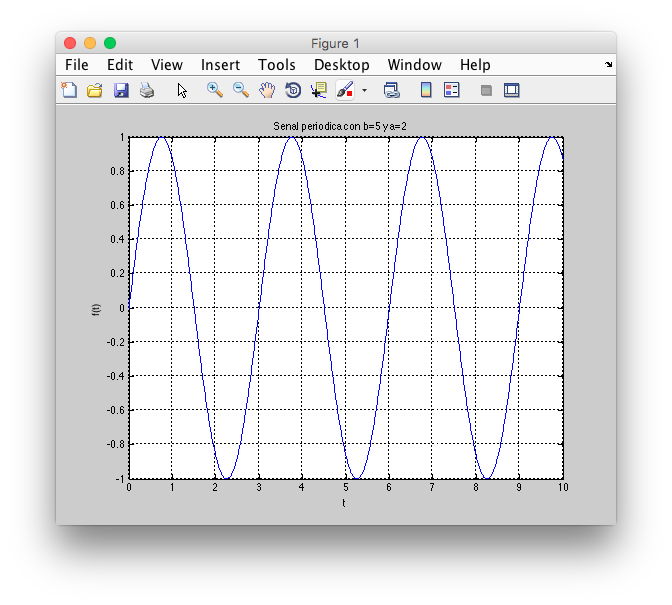 Figure 1
File Edit View Insert Tools Desktop Window Help
Senal periodica con b=5 y a=2
1
0.8
0.6
0.4
0.2
0
-0.2
-0.4
-0.6
-0.8
-1
f(t)
0 1 2 3 4 5 6 7 8 9 10
t